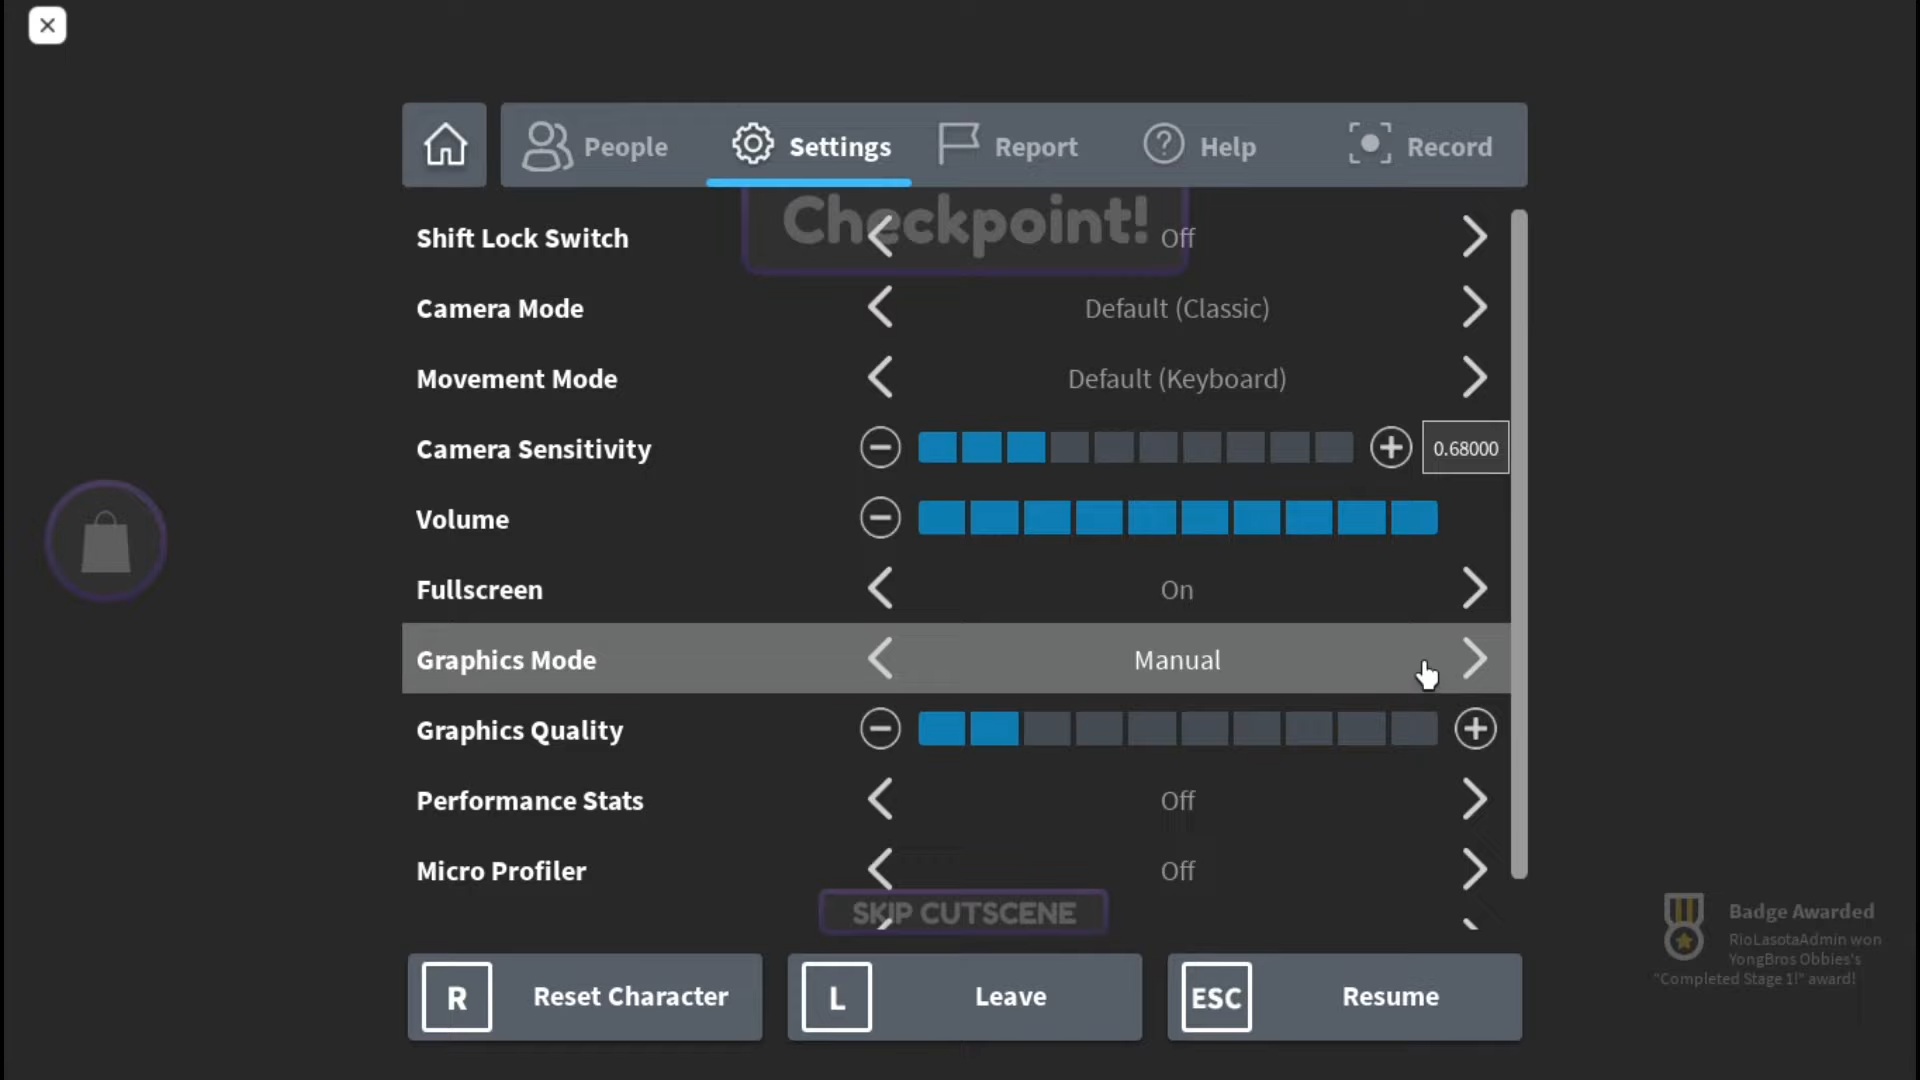 People
Settings
Report
Help
Record
Checkpoint!
Shift Lock Switch
Off
Camera Mode
Default (Classic)
Movement Mode
Default (Keyboard)
Camera Sensitivity
0.68000
Volume
Fullscreen
On
Graphics Mode
Manual
Graphics Quality
Performance Stats
Off
Micro Profiler
Off
SKIP CUTSCENE
Badge Awarded
RioLasotaAdmin won
YongBros Obbies's
"Completed Stage 1!" award!
R
Reset Character
L
Leave
ESC
Resume